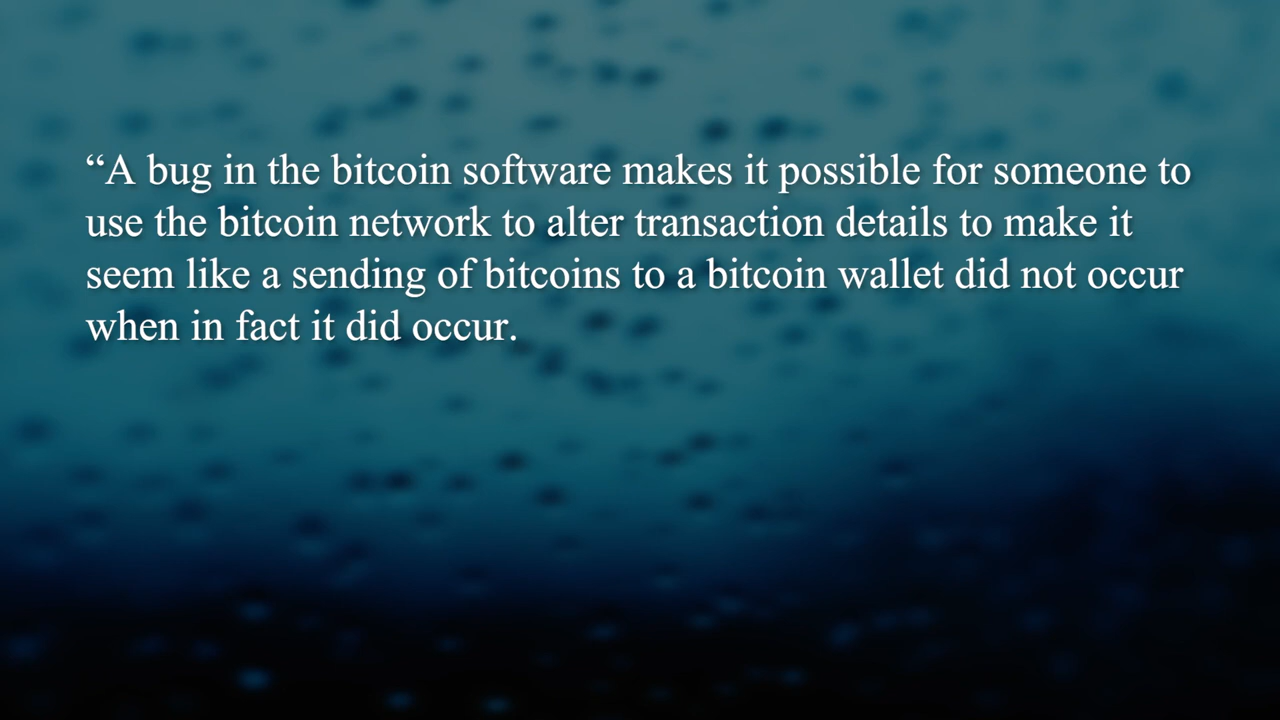 “A bug in the bitcoin software makes it possible for someone to
use the bitcoin network to alter transaction details to make it
seem like a sending of bitcoins to a bitcoin wallet did not occur
when in fact it did occur.